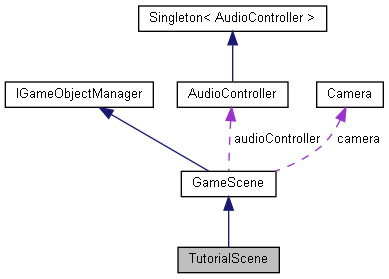 Singleton< AudioController >
IGameObjectManager
AudioController
Camera
audioController
camera
GameScene
TutorialScene